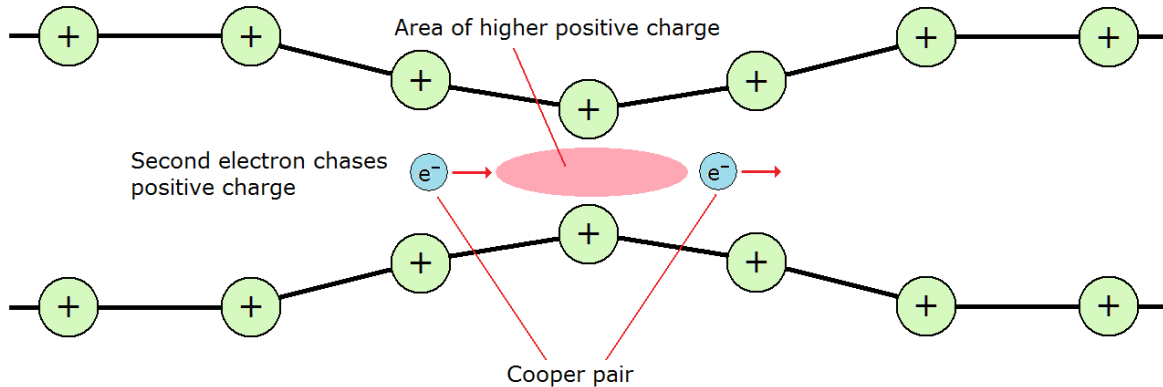 Area of higher positive charge
+ + + + + + +
Second electron chases
positive charge
e⁻ e⁻
+ + + + + + +
Cooper pair